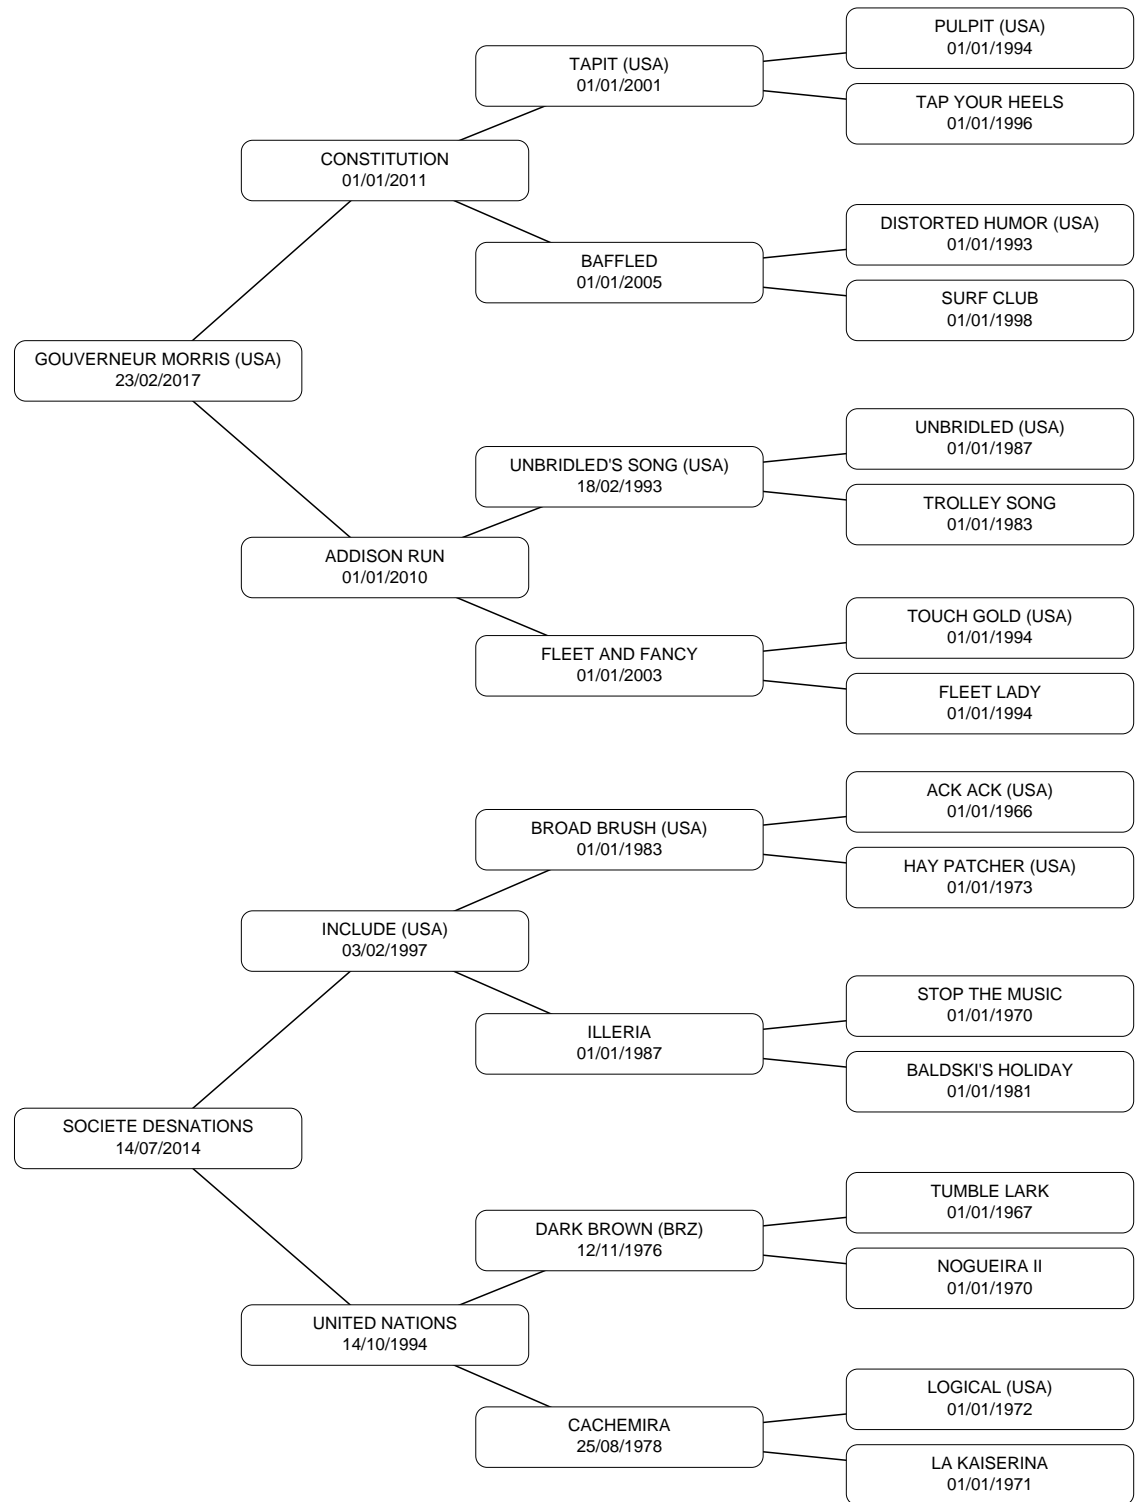 PULPIT (USA)
01/01/1994
TAPIT (USA)
01/01/2001
TAP YOUR HEELS
01/01/1996
CONSTITUTION
01/01/2011
DISTORTED HUMOR (USA)
01/01/1993
BAFFLED
01/01/2005
SURF CLUB
01/01/1998
GOUVERNEUR MORRIS (USA)
23/02/2017
UNBRIDLED (USA)
01/01/1987
UNBRIDLED'S SONG (USA)
18/02/1993
TROLLEY SONG
01/01/1983
ADDISON RUN
01/01/2010
TOUCH GOLD (USA)
01/01/1994
FLEET AND FANCY
01/01/2003
FLEET LADY
01/01/1994
ACK ACK (USA)
01/01/1966
BROAD BRUSH (USA)
01/01/1983
HAY PATCHER (USA)
01/01/1973
INCLUDE (USA)
03/02/1997
STOP THE MUSIC
01/01/1970
ILLERIA
01/01/1987
BALDSKI'S HOLIDAY
01/01/1981
SOCIETE DESNATIONS
14/07/2014
TUMBLE LARK
01/01/1967
DARK BROWN (BRZ)
12/11/1976
NOGUEIRA II
01/01/1970
UNITED NATIONS
14/10/1994
LOGICAL (USA)
01/01/1972
CACHEMIRA
25/08/1978
LA KAISERINA
01/01/1971